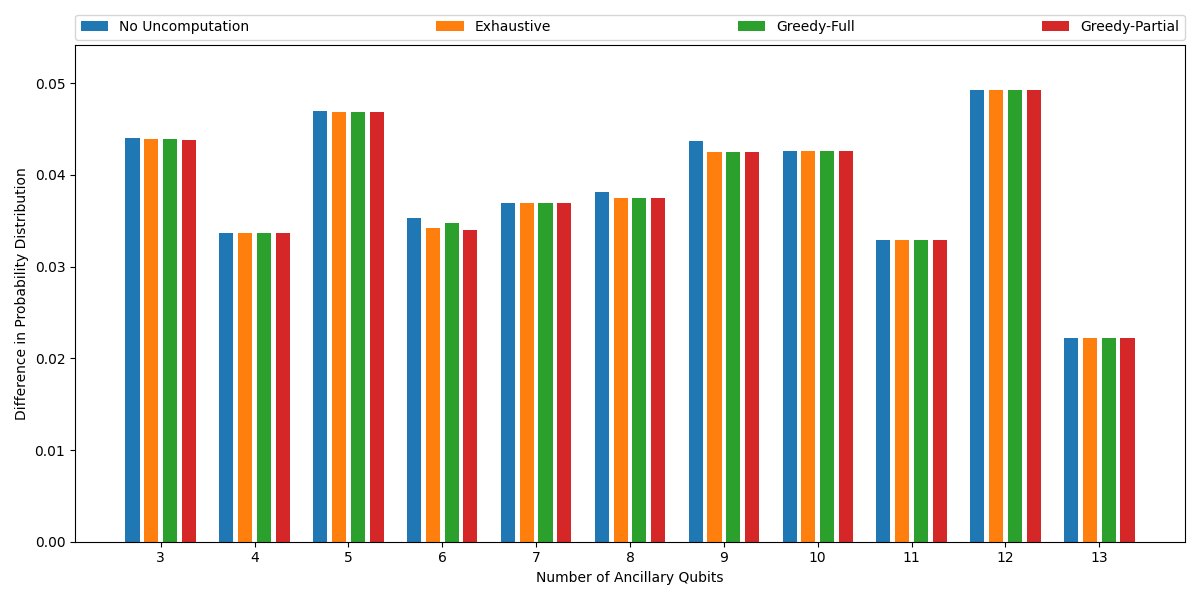 No Uncomputation Exhaustive Greedy-Full Greedy-Partial
Difference in Probability Distribution
0.05
0.04
0.03
0.02
0.01
0.00
3 4 5 6 7 8 9 10 11 12 13
Number of Ancillary Qubits